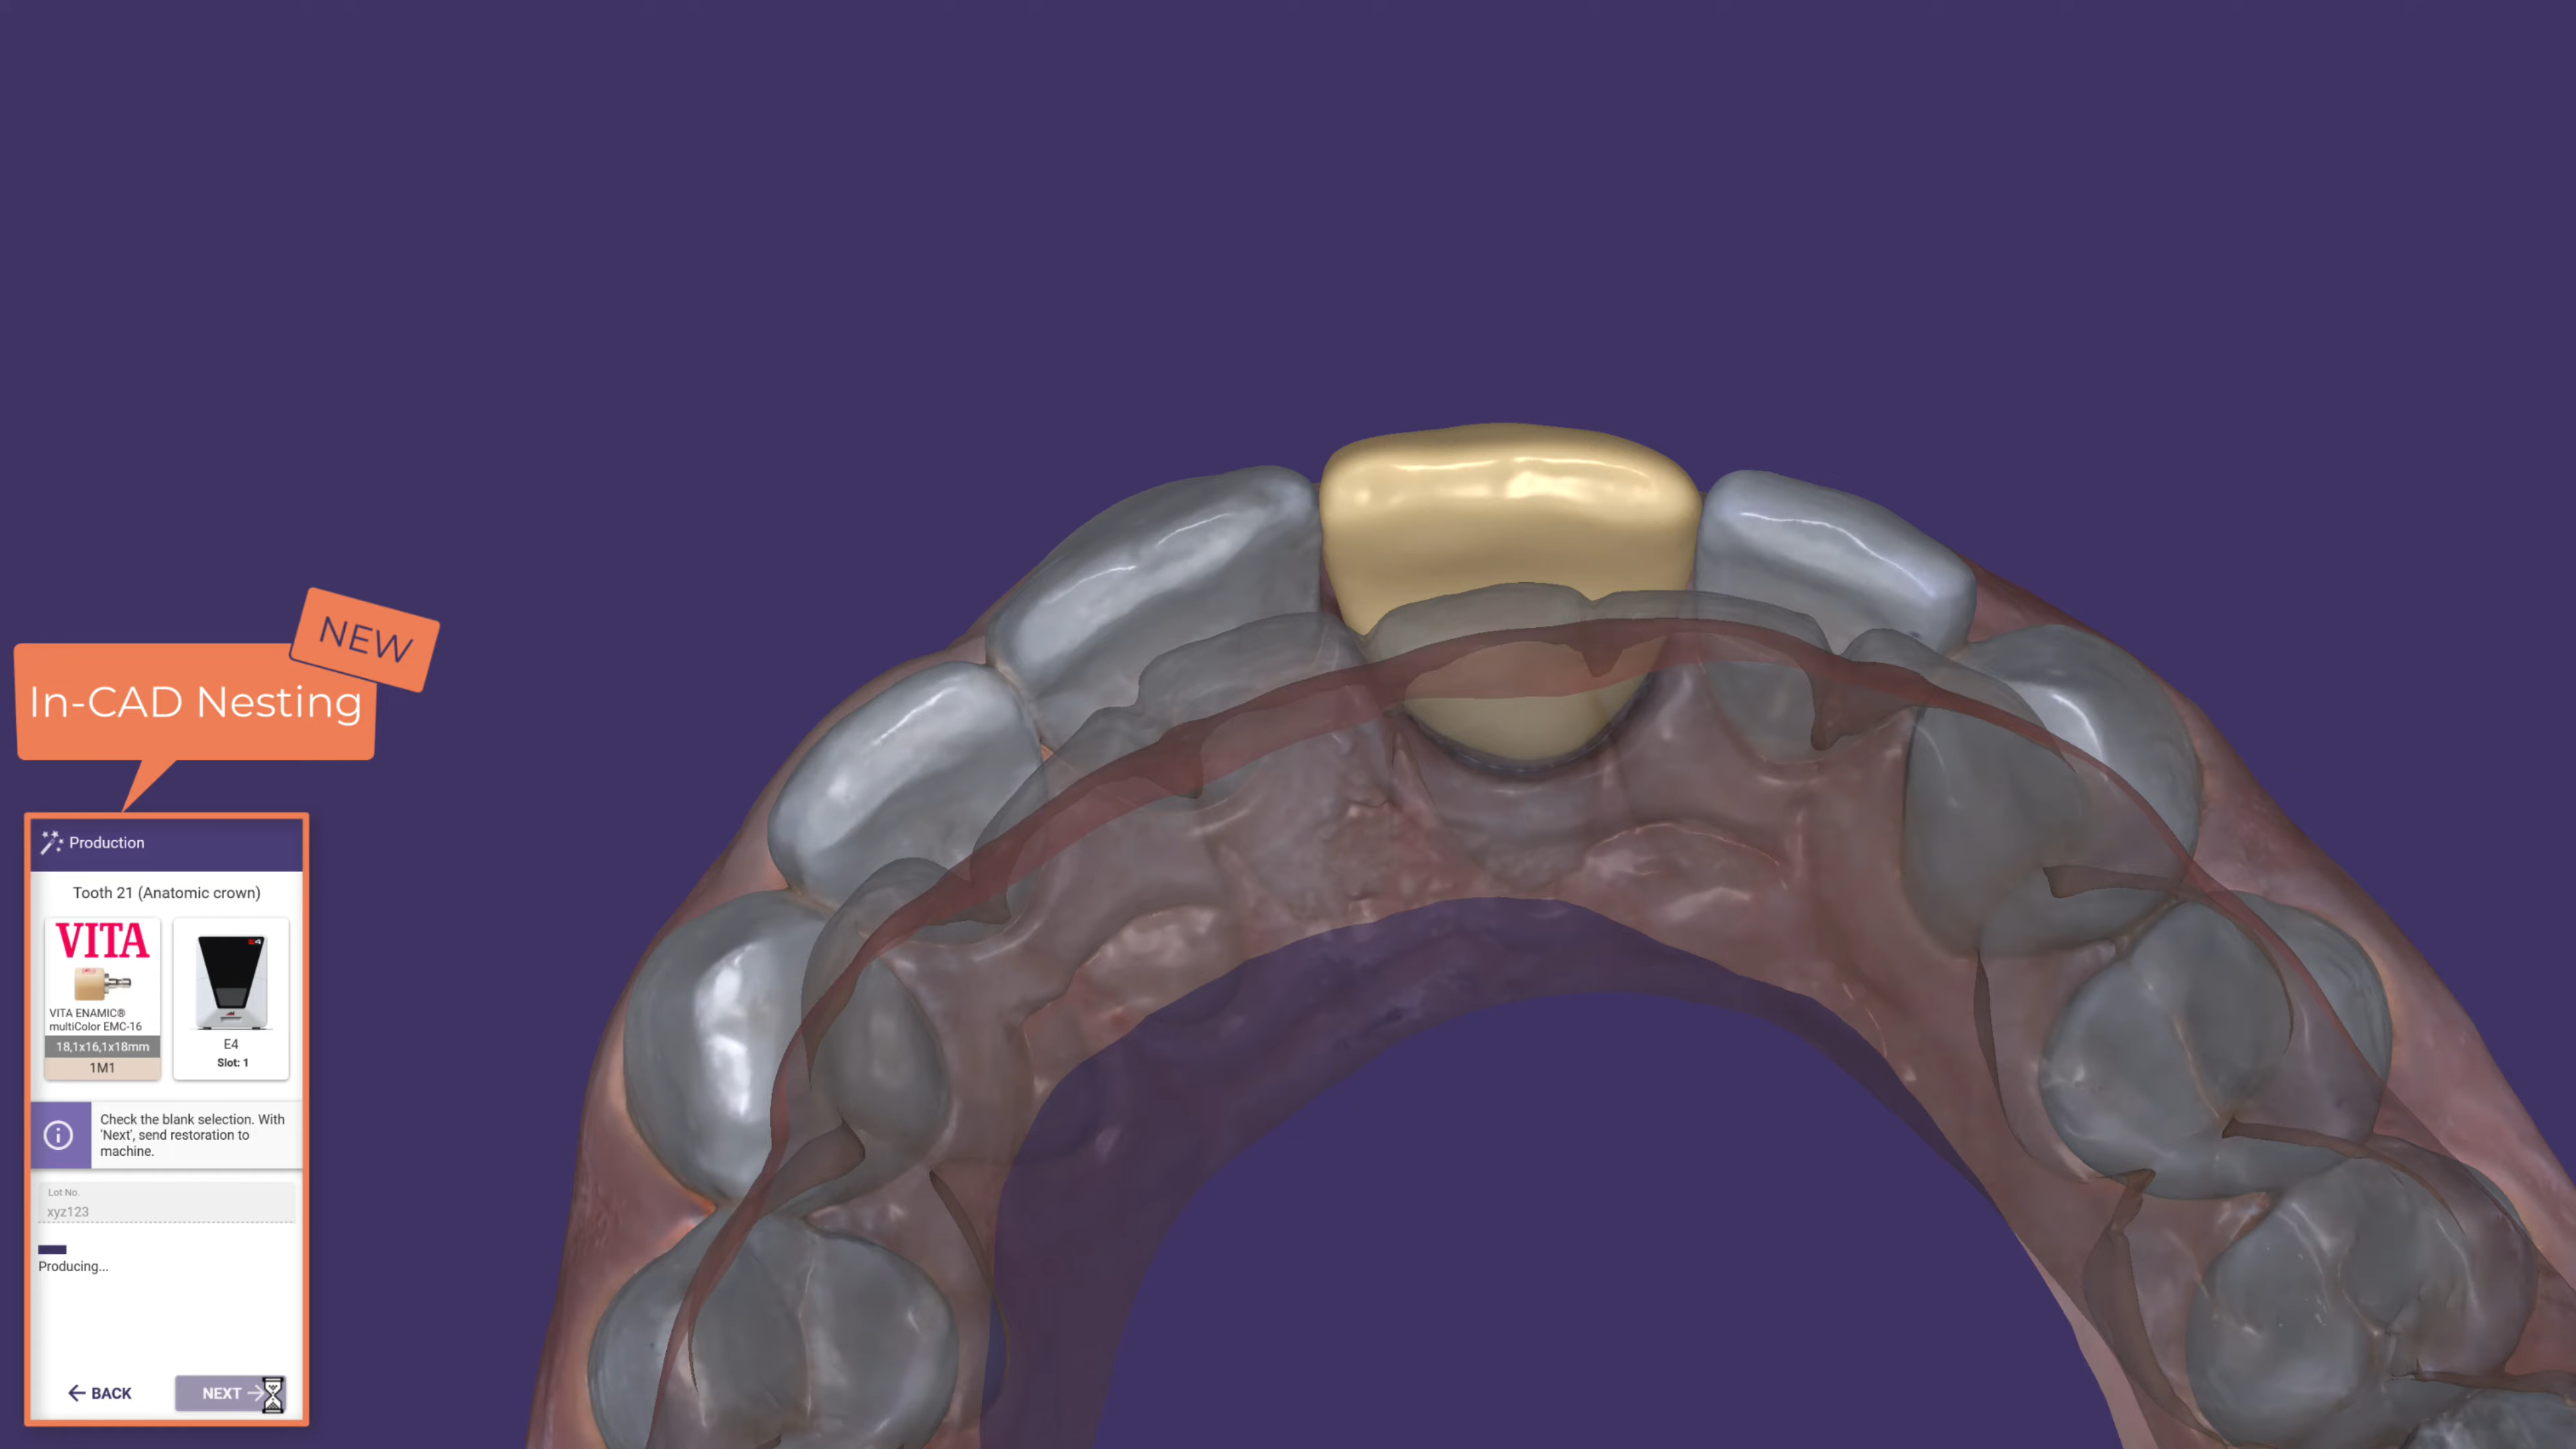 NEW
In-CAD Nesting
Production
Tooth 21 (Anatomic crown)
VITA
VITA ENAMIC®
multiColor EMC-16
18,1x16,1x18mm
1M1
E4
E4
Slot: 1
Check the blank selection. With
'Next', send restoration to
machine.
Lot No.
xyz123
Producing...
BACK
NEXT